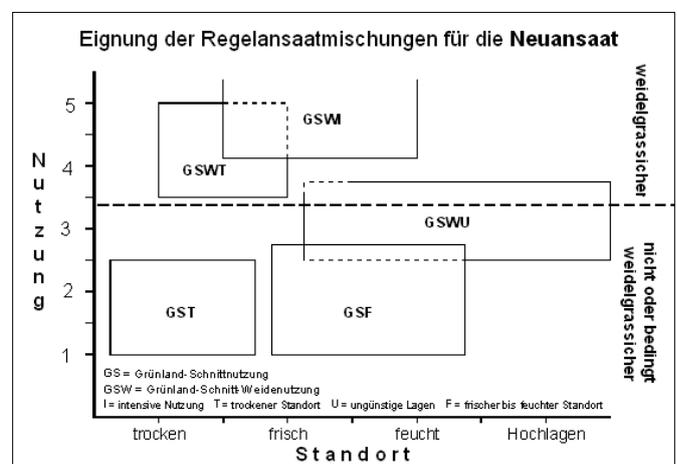 Eignung der Regelansaatmischungen für die Neuansaat
Nutzung
5
4
3
2
1
GSWI
GSWT
GSWU
GST
GSF
weidelgrassicher
nicht oder bedingt
weidelgrassicher
GS = Grünland-Schnittnutzung
GSW = Grünland-Schnitt-Weidenutzung
I = intensive Nutzung T = trockener Standort U = ungünstige Lagen F = frischer bis feuchter Standort
trocken frisch feucht Hochlagen
Standort